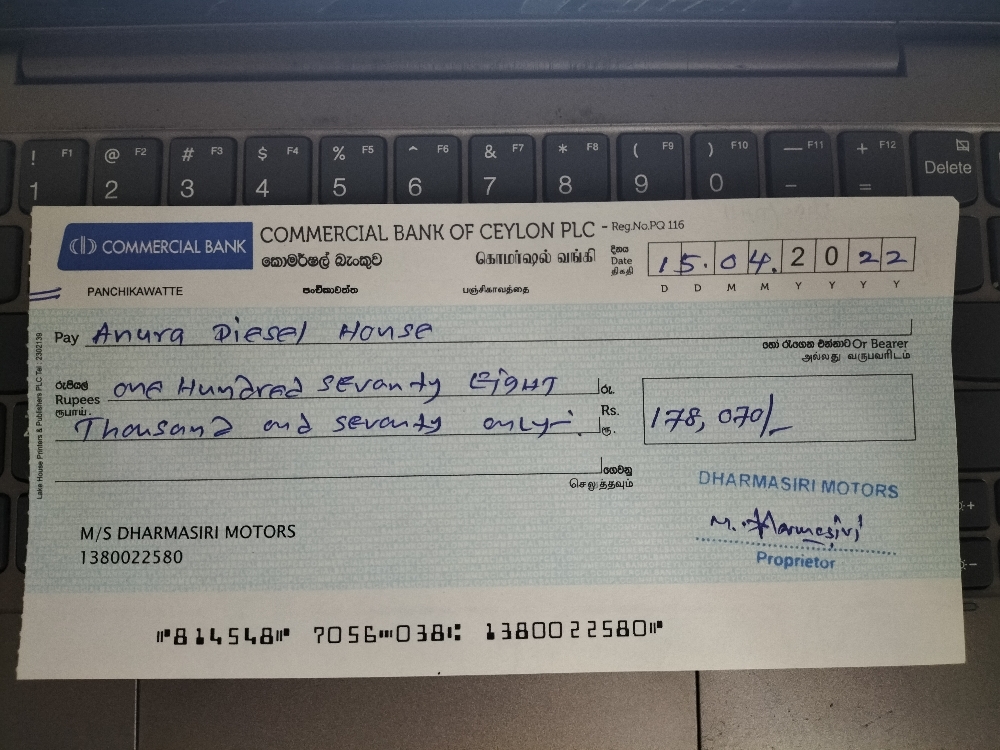 ! F1 @ F2 # F3 $ F4 % F5 ^ F6 & F7 * F8 ( F9 ) F10 — F11 + F12 Delete
1 2 3 4 5 6 7 8 9 0 - =
COMMERCIAL BANK
COMMERCIAL BANK OF CEYLON PLC - Reg.No.PQ 116
කොමර්ෂල් බැංකුව கொமர்ஷல் வங்கி
දිනය
Date
திகதி
15.04.2022
D D M M Y Y Y Y
PANCHIKAWATTE පංචිකාවත්ත பஞ்சிகாவத்தை
Pay Anura Diesel House
හෝ රැගෙන එන්නාට Or Bearer
அல்லது வருபவரிடம்
රුපියල්
Rupees
ரூபாய்.
one Hundred sevanty EIGHT
රු.
Rs.
ரூ.
Thousand and sevanty only-.
178,070/-
ගෙවනු
செலுத்தவும்
Lake House Printers & Publishers PLC Tel : 2302139
M/S DHARMASIRI MOTORS
1380022580
DHARMASIRI MOTORS
M. Dharmasiri
Proprietor
⑈814548⑈ 7056⑉038⑆ 1380022580⑈